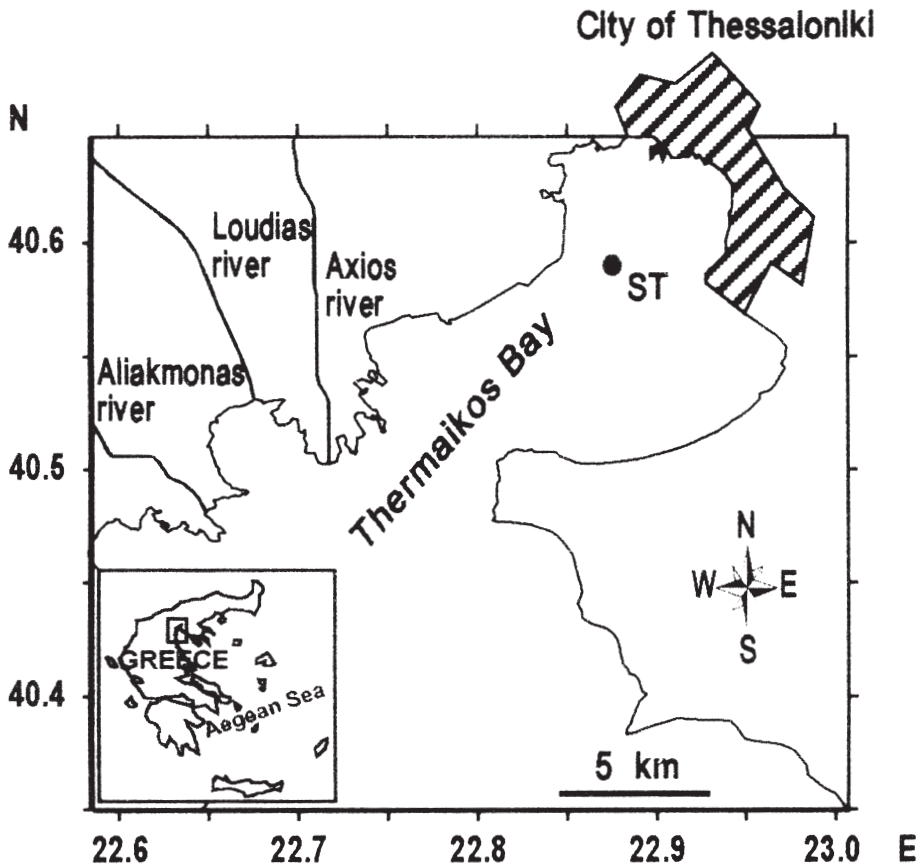 City of Thessaloniki
N
40.6
40.5
40.4
Loudias
river
Axios
river
Aliakmonas
river
ST
Thermaikos Bay
N
W E
S
GREECE
Aegean Sea
5 km
22.6 22.7 22.8 22.9 23.0 E